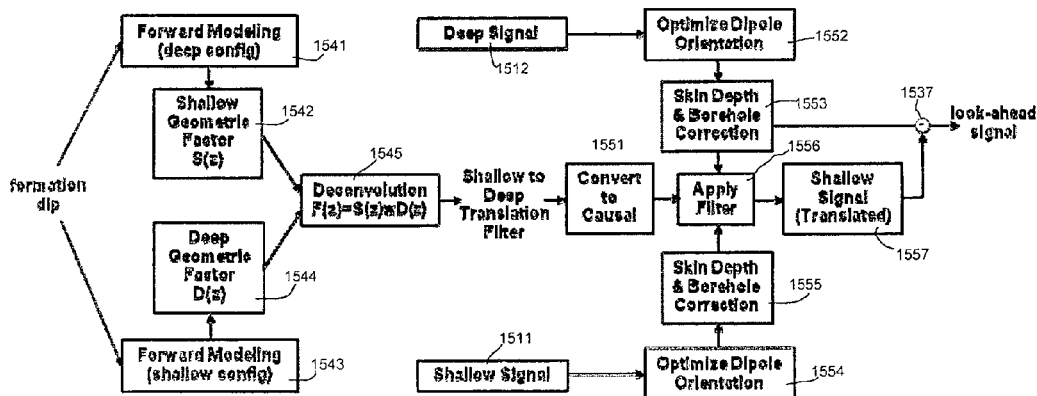 Forward Modeling
(deep config)
1541
Deep Signal
1512
Optimize Dipole
Orientation
1552
Shallow
Geometric
Factor
S(z)
1542
Skin Depth
& Borehole
Correction
1553
1537
-
look-ahead
signal
formation
dip
1545
Deconvolution
F(z)=S(z)\D(z)
Shallow to
Deep
Translation
Filter
1551
Convert
to
Causal
1556
Apply
Filter
Shallow
Signal
(Translated)
1557
Deep
Geometric
Factor
D(z)
1544
Skin Depth
& Borehole
Correction
1555
Forward Modeling
(shallow config)
1543
1511
Shallow Signal
Optimize Dipole
Orientation
1554